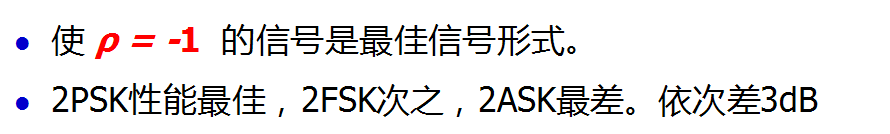 • 使 ρ = -1 的信号是最佳信号形式。
• 2PSK性能最佳，2FSK次之，2ASK最差。依次差3dB